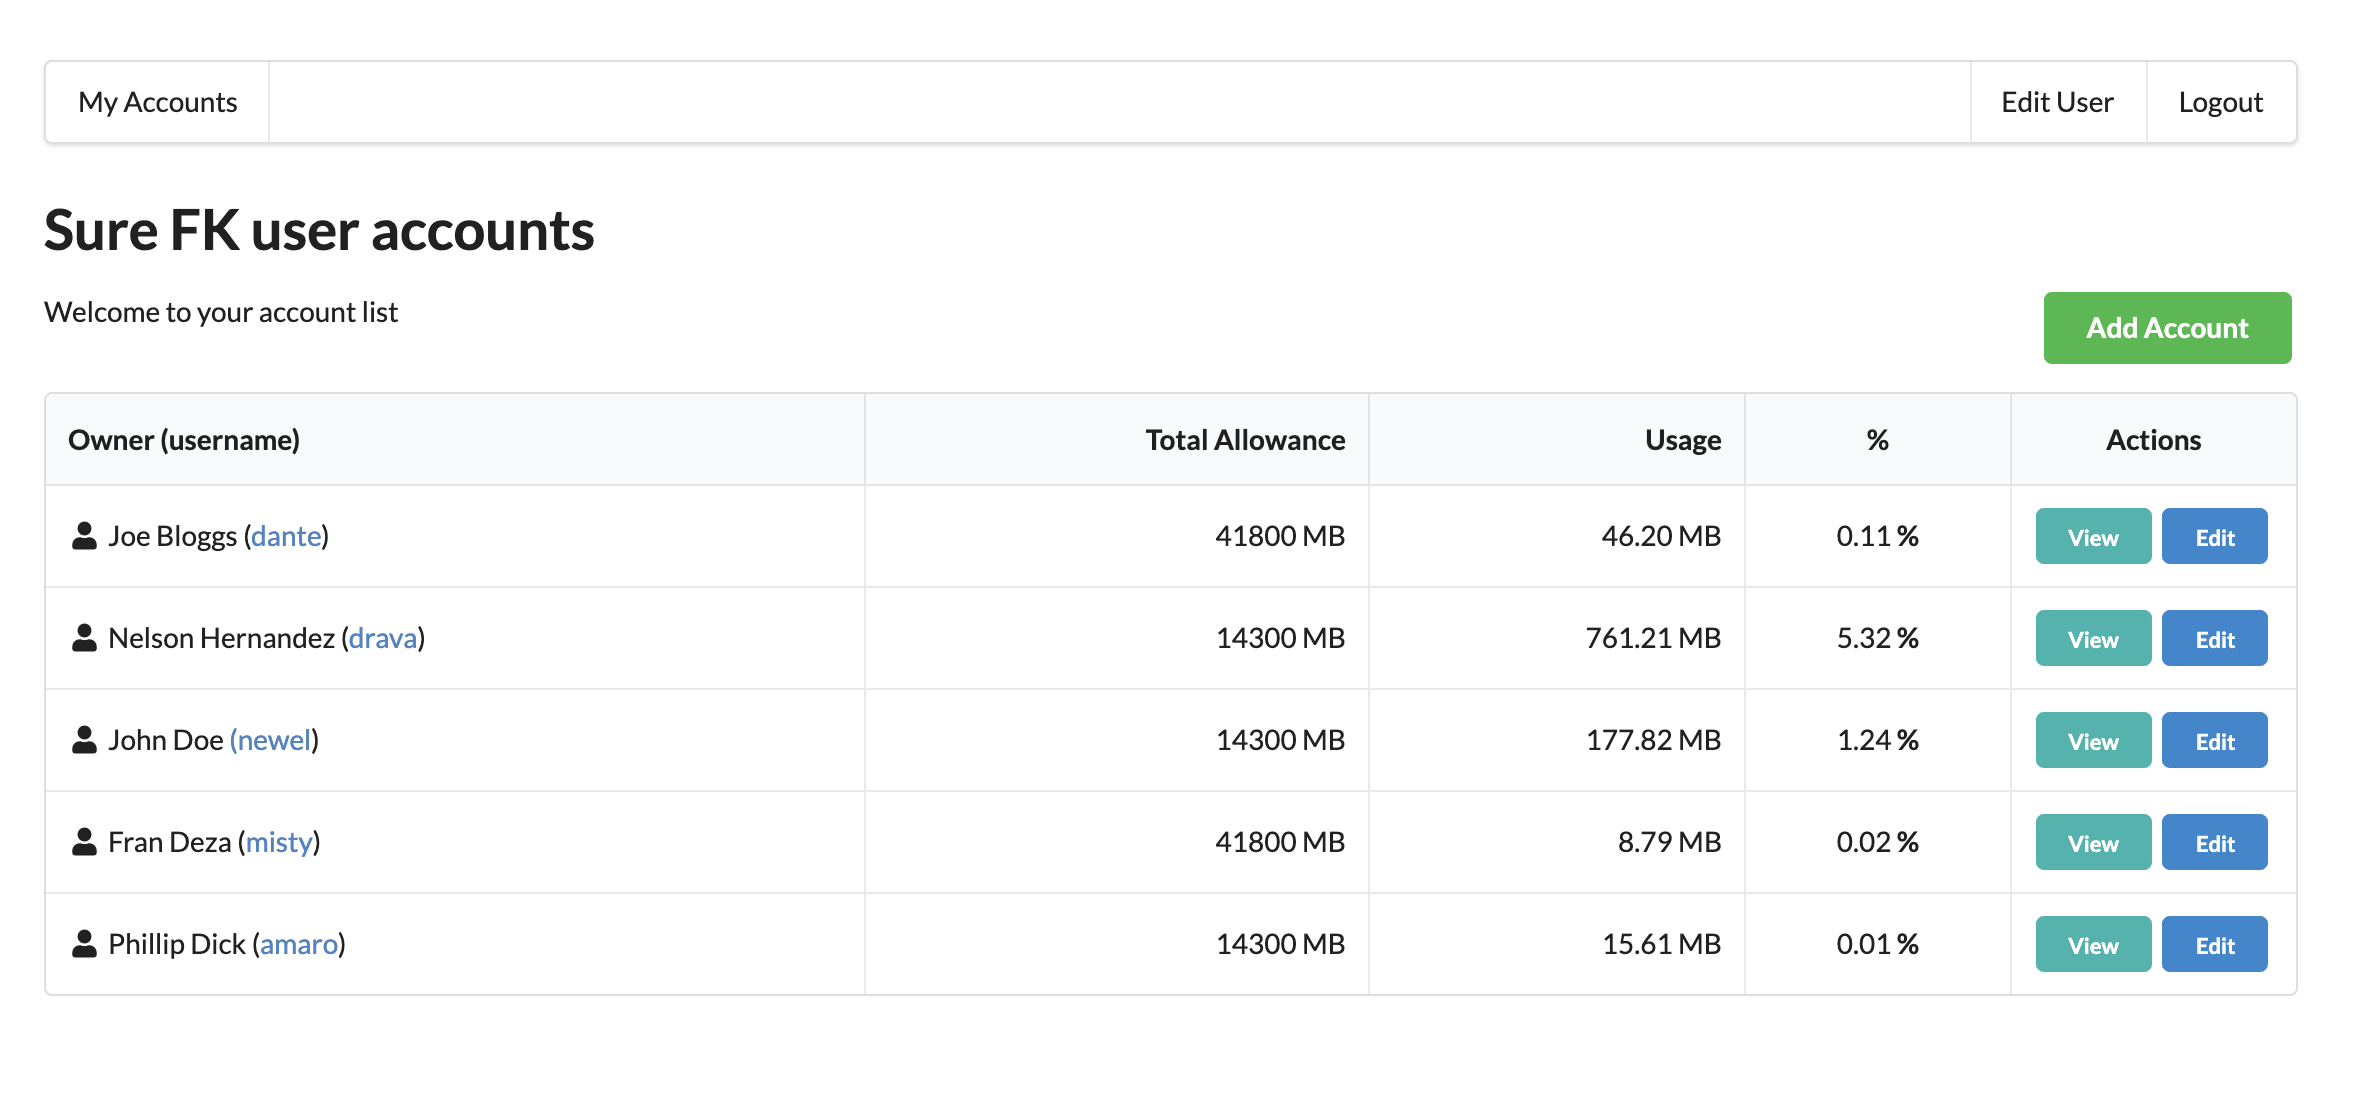 My Accounts Edit User Logout
Sure FK user accounts
Welcome to your account list
Add Account
Owner (username) Total Allowance Usage % Actions
Joe Bloggs (dante) 41800 MB 46.20 MB 0.11 % View Edit
Nelson Hernandez (drava) 14300 MB 761.21 MB 5.32 % View Edit
John Doe (newel) 14300 MB 177.82 MB 1.24 % View Edit
Fran Deza (misty) 41800 MB 8.79 MB 0.02 % View Edit
Phillip Dick (amaro) 14300 MB 15.61 MB 0.01 % View Edit